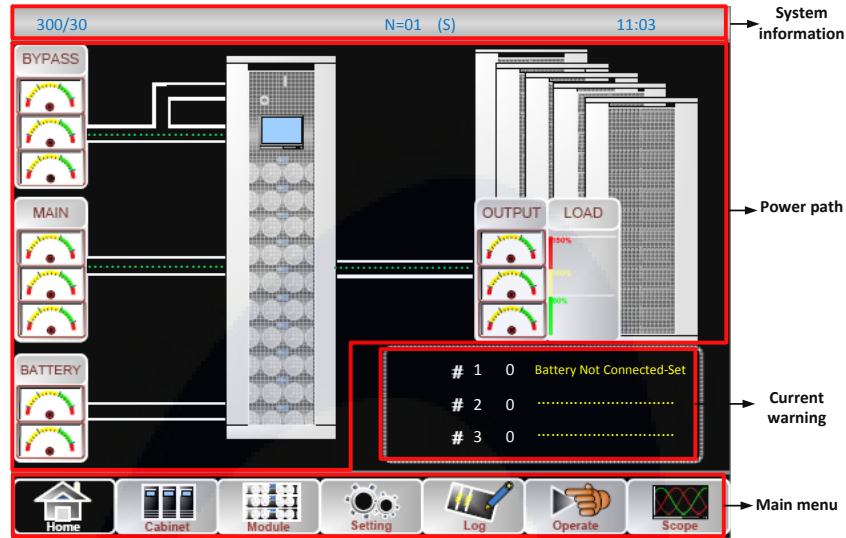 300/30 N=01 (S) 11:03
System
information
BYPASS
MAIN
OUTPUT LOAD
Power path
BATTERY
# 1 0 Battery Not Connected-Set
# 2 0 ..............................
# 3 0 ..............................
Current
warning
Home Cabinet Module Setting Log Operate Scope
Main menu